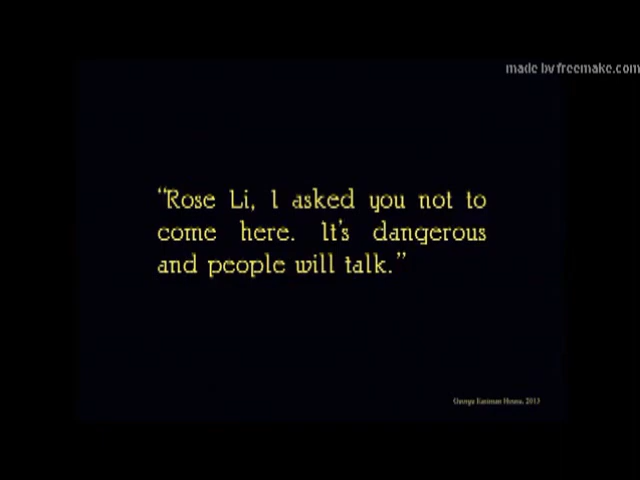 made by freemake.com
"Rose Li, I asked you not to
come here. It's dangerous
and people will talk."
George Eastman House, 2013